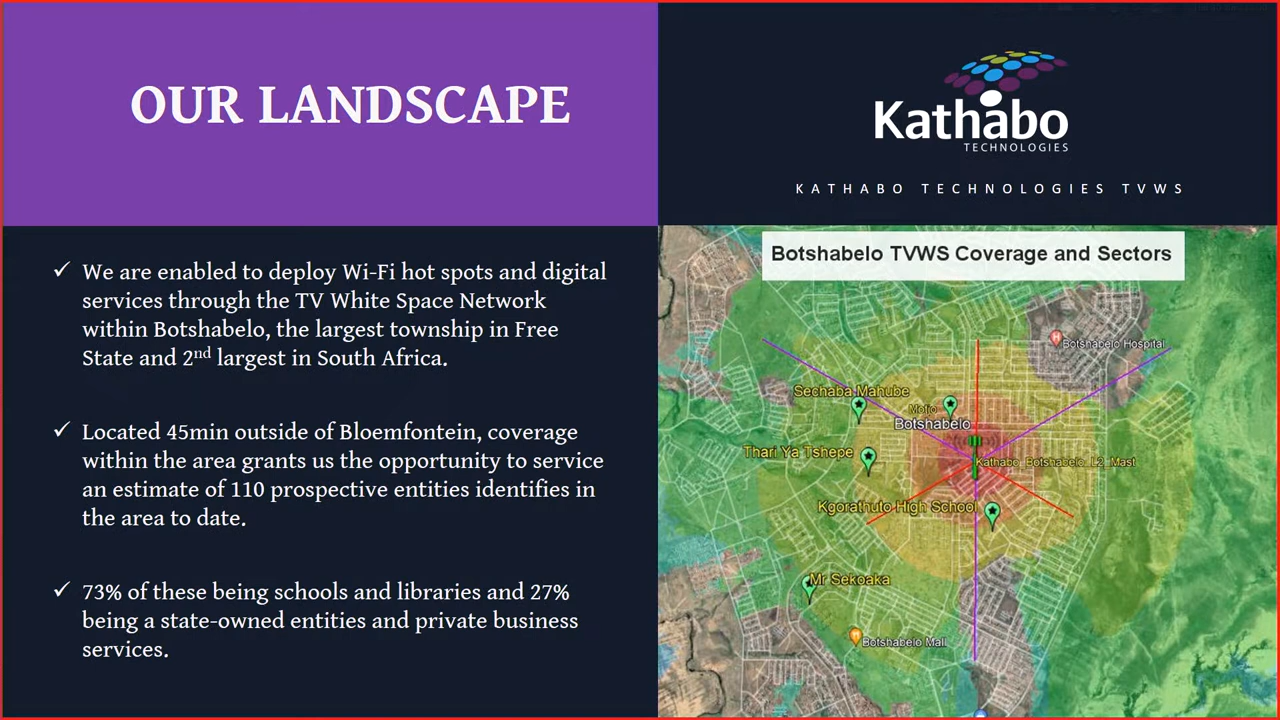 OUR LANDSCAPE
Kathabo
TECHNOLOGIES
KATHABO TECHNOLOGIES TVWS
We are enabled to deploy Wi-Fi hot spots and digital
services through the TV White Space Network
within Botshabelo, the largest township in Free
State and 2nd largest in South Africa.
Located 45min outside of Bloemfontein, coverage
within the area grants us the opportunity to service
an estimate of 110 prospective entities identifies in
the area to date.
73% of these being schools and libraries and 27%
being a state-owned entities and private business
services.
Botshabelo TVWS Coverage and Sectors
Botshabelo Hospital
Sechaba Mahube
Botshabelo
Thari Ya Tshepe
Kathabo_Botshabelo_L2_Mast
Kgorathuto High School
Mr Sekoaka
Botshabelo Mall